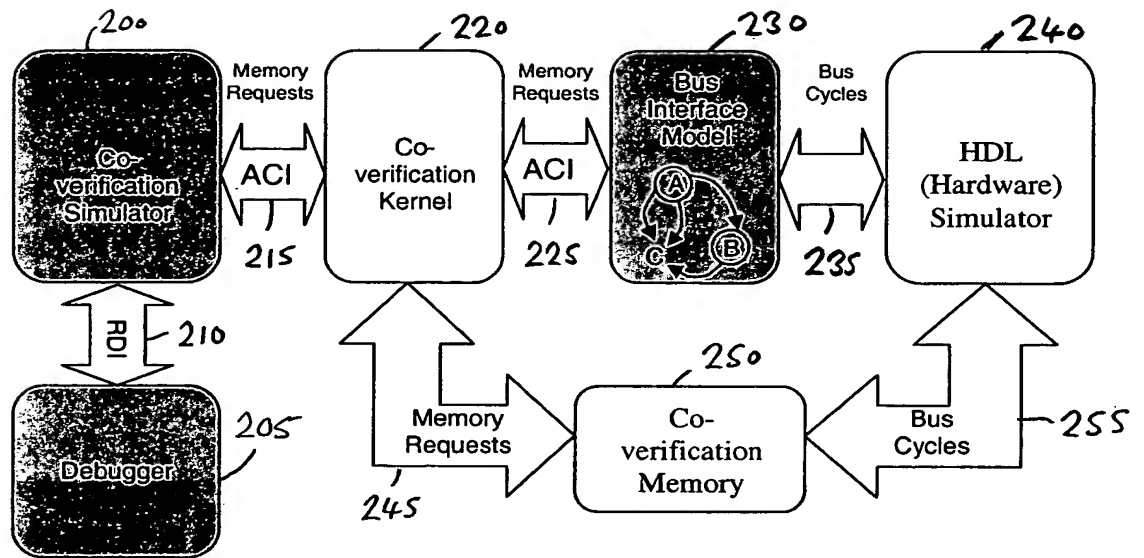 200
220
230
240
Co-
verification
Simulator
Memory
Requests
ACI
215
Co-
verification
Kernel
Memory
Requests
ACI
225
Bus
Interface
Model
A
B
C
Bus
Cycles
235
HDL
(Hardware)
Simulator
RDI
210
Debugger
205
Memory
Requests
245
250
Co-
verification
Memory
Bus
Cycles
255